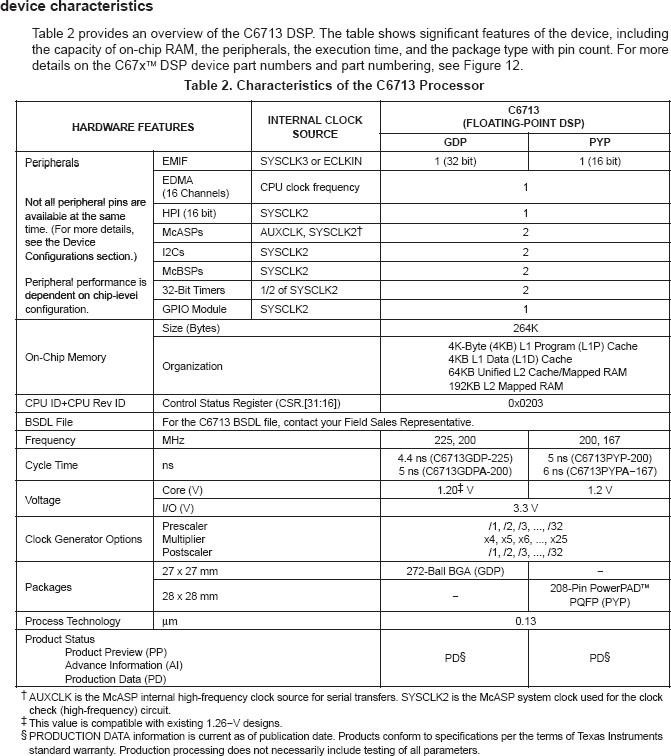 device characteristics
Table 2 provides an overview of the C6713 DSP. The table shows significant features of the device, including
the capacity of on-chip RAM, the peripherals, the execution time, and the package type with pin count. For more
details on the C67x™ DSP device part numbers and part numbering, see Figure 12.
Table 2. Characteristics of the C6713 Processor
HARDWARE FEATURES
INTERNAL CLOCK
SOURCE
C6713
(FLOATING-POINT DSP)
GDP
PYP
Peripherals
Not all peripheral pins are
available at the same
time. (For more details,
see the Device
Configurations section.)
Peripheral performance is
dependent on chip-level
configuration.
EMIF
SYSCLK3 or ECLKIN
1 (32 bit)
1 (16 bit)
EDMA
(16 Channels)
CPU clock frequency
1
HPI (16 bit)
SYSCLK2
1
McASPs
AUXCLK, SYSCLK2†
2
I2Cs
SYSCLK2
2
McBSPs
SYSCLK2
2
32-Bit Timers
1/2 of SYSCLK2
2
GPIO Module
SYSCLK2
1
On-Chip Memory
Size (Bytes)
264K
Organization
4K-Byte (4KB) L1 Program (L1P) Cache
4KB L1 Data (L1D) Cache
64KB Unified L2 Cache/Mapped RAM
192KB L2 Mapped RAM
CPU ID+CPU Rev ID
Control Status Register (CSR.[31:16])
0x0203
BSDL File
For the C6713 BSDL file, contact your Field Sales Representative.
Frequency
MHz
225, 200
200, 167
Cycle Time
ns
4.4 ns (C6713GDP-225)
5 ns (C6713GDPA-200)
5 ns (C6713PYP-200)
6 ns (C6713PYPA−167)
Voltage
Core (V)
1.20‡ V
1.2 V
I/O (V)
3.3 V
Clock Generator Options
Prescaler
Multiplier
Postscaler
/1, /2, /3, ..., /32
x4, x5, x6, ..., x25
/1, /2, /3, ..., /32
Packages
27 x 27 mm
272-Ball BGA (GDP)
–
28 x 28 mm
–
208-Pin PowerPAD™
PQFP (PYP)
Process Technology
µm
0.13
Product Status
Product Preview (PP)
Advance Information (AI)
Production Data (PD)
PD§
PD§
† AUXCLK is the McASP internal high-frequency clock source for serial transfers. SYSCLK2 is the McASP system clock used for the clock
check (high-frequency) circuit.
‡ This value is compatible with existing 1.26−V designs.
§ PRODUCTION DATA information is current as of publication date. Products conform to specifications per the terms of Texas Instruments
standard warranty. Production processing does not necessarily include testing of all parameters.